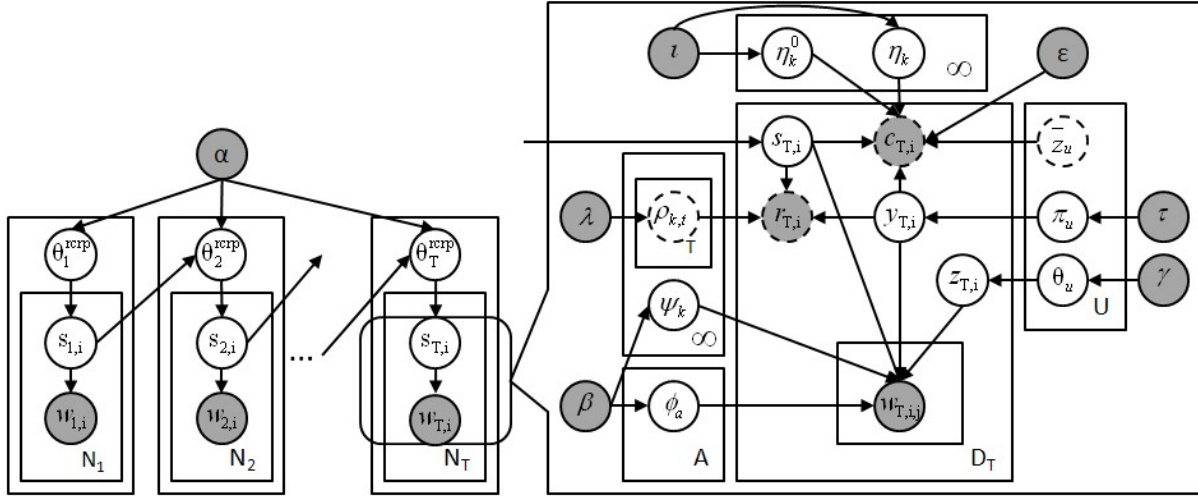 α
θ₁^rcrp
θ₂^rcrp
θ_T^rcrp
s₁,ᵢ
s₂,ᵢ
...
s_T,i
w₁,ᵢ
w₂,ᵢ
w_T,i
N₁
N₂
N_T
ι
η_k^0
η_k
∞
ε
s_T,i
c_T,i
z̄_u
λ
ρ_k,t
T
r_T,i
y_T,i
π_u
τ
z_T,i
θ_u
γ
U
ψ_k
∞
β
ϕ_a
A
w_T,i,j
D_T